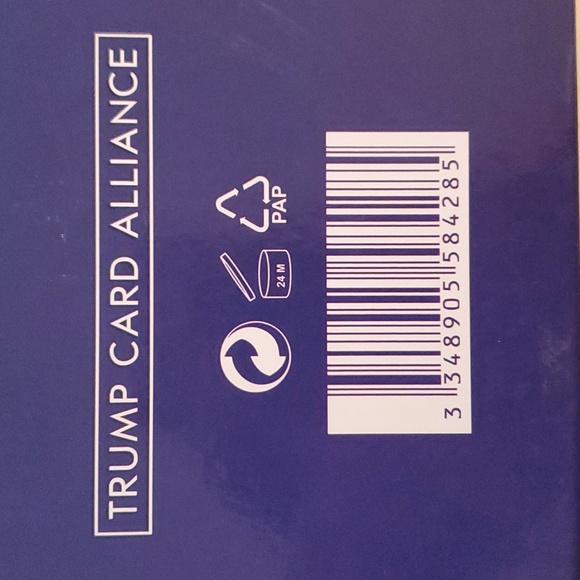 TRUMP CARD ALLIANCE
PAP
24 M
3 348905 584285